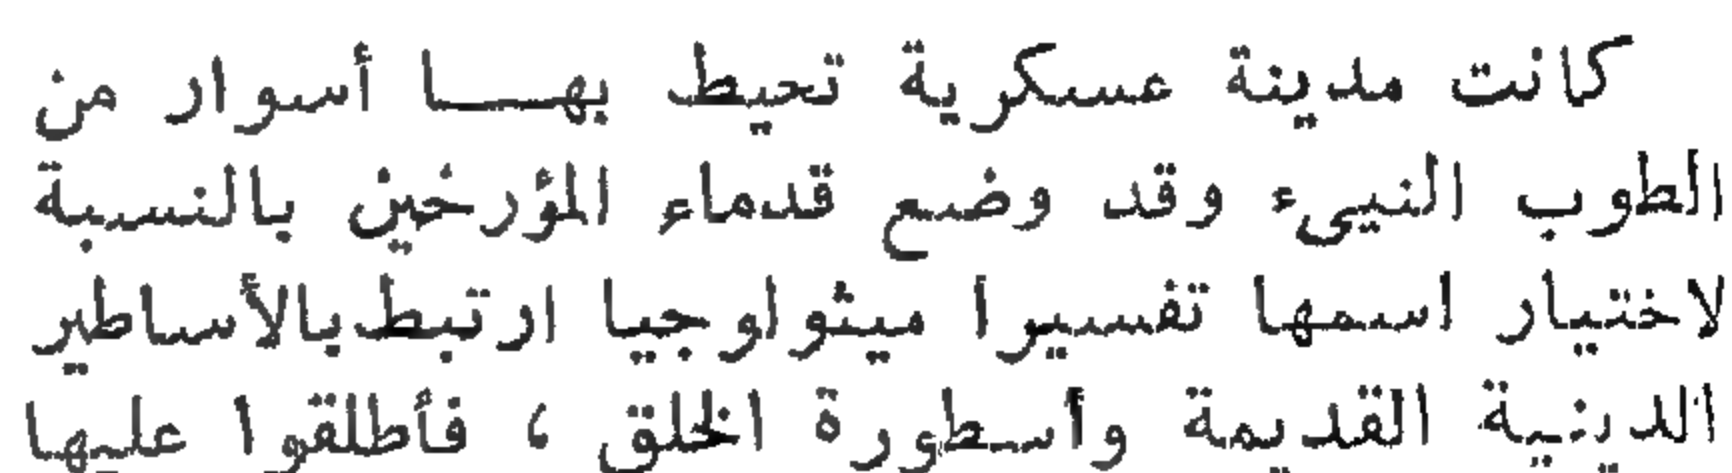 كانت مدينة عسكرية تحيط بهـــا أسوار من
الطوب النيىء وقد وضع قدماء المؤرخين بالنسبة
لاختيار اسمها تفسيرا ميثولوجيا ارتبط بالأساطير
الدينية القديمة وأسطورة الخلق ، فأطلقوا عليها